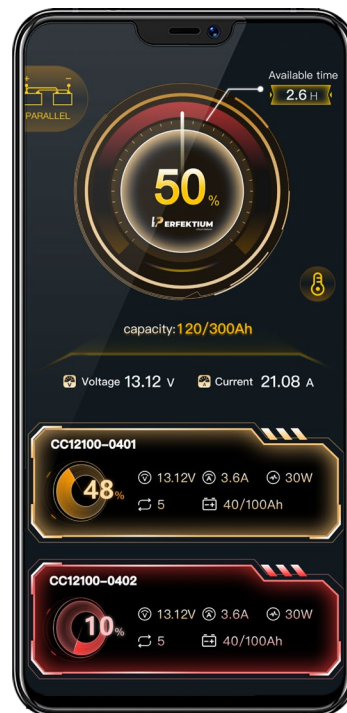 Available time
2.6 H
+ −
PARALLEL
50%
PERFEKTIUM
capacity:120/300Ah
Voltage 13.12 V Current 21.08 A
CC12100-0401
48%
13.12V 3.6A 30W
5 40/100Ah
CC12100-0402
10%
13.12V 3.6A 30W
5 40/100Ah